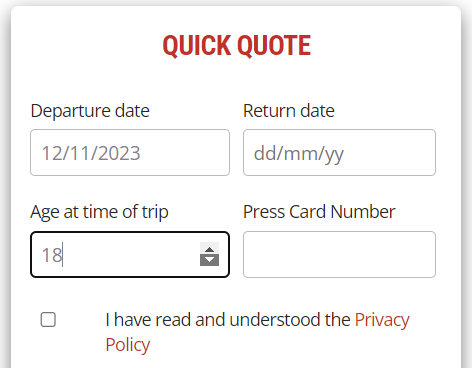 QUICK QUOTE
Departure date
Return date
12/11/2023
dd/mm/yy
Age at time of trip
Press Card Number
18
I have read and understood the Privacy
Policy